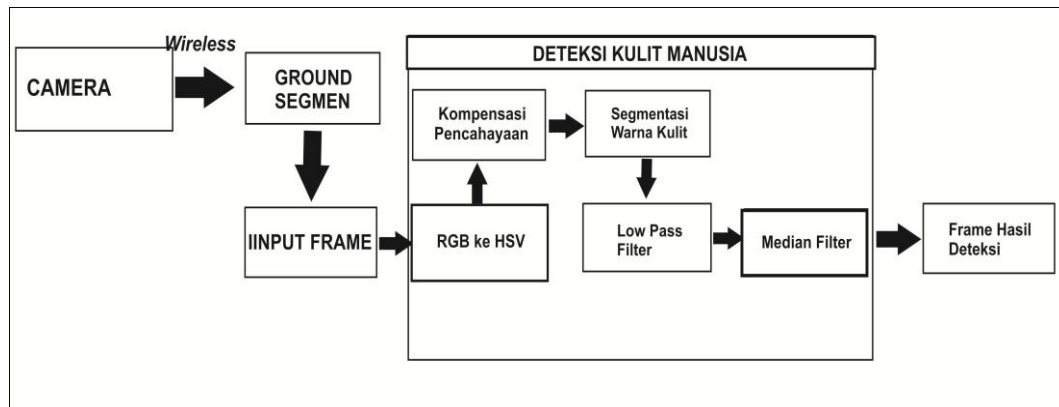 Wireless
CAMERA
GROUND
SEGMEN
IINPUT FRAME
DETEKSI KULIT MANUSIA
RGB ke HSV
Kompensasi
Pencahayaan
Segmentasi
Warna Kulit
Low Pass
Filter
Median Filter
Frame Hasil
Deteksi